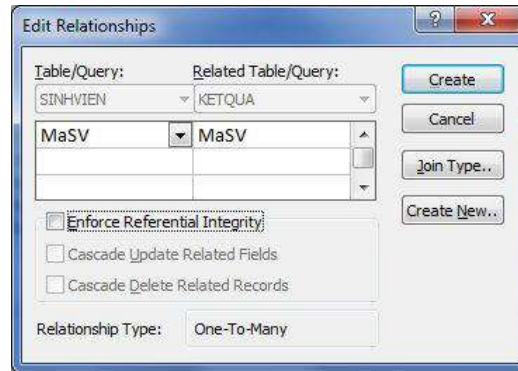 Edit Relationships
Table/Query: Related Table/Query:
SINHVIEN KETQUA
MaSV MaSV
Enforce Referential Integrity
Cascade Update Related Fields
Cascade Delete Related Records
Relationship Type: One-To-Many
?
X
Create
Cancel
Join Type..
Create New..